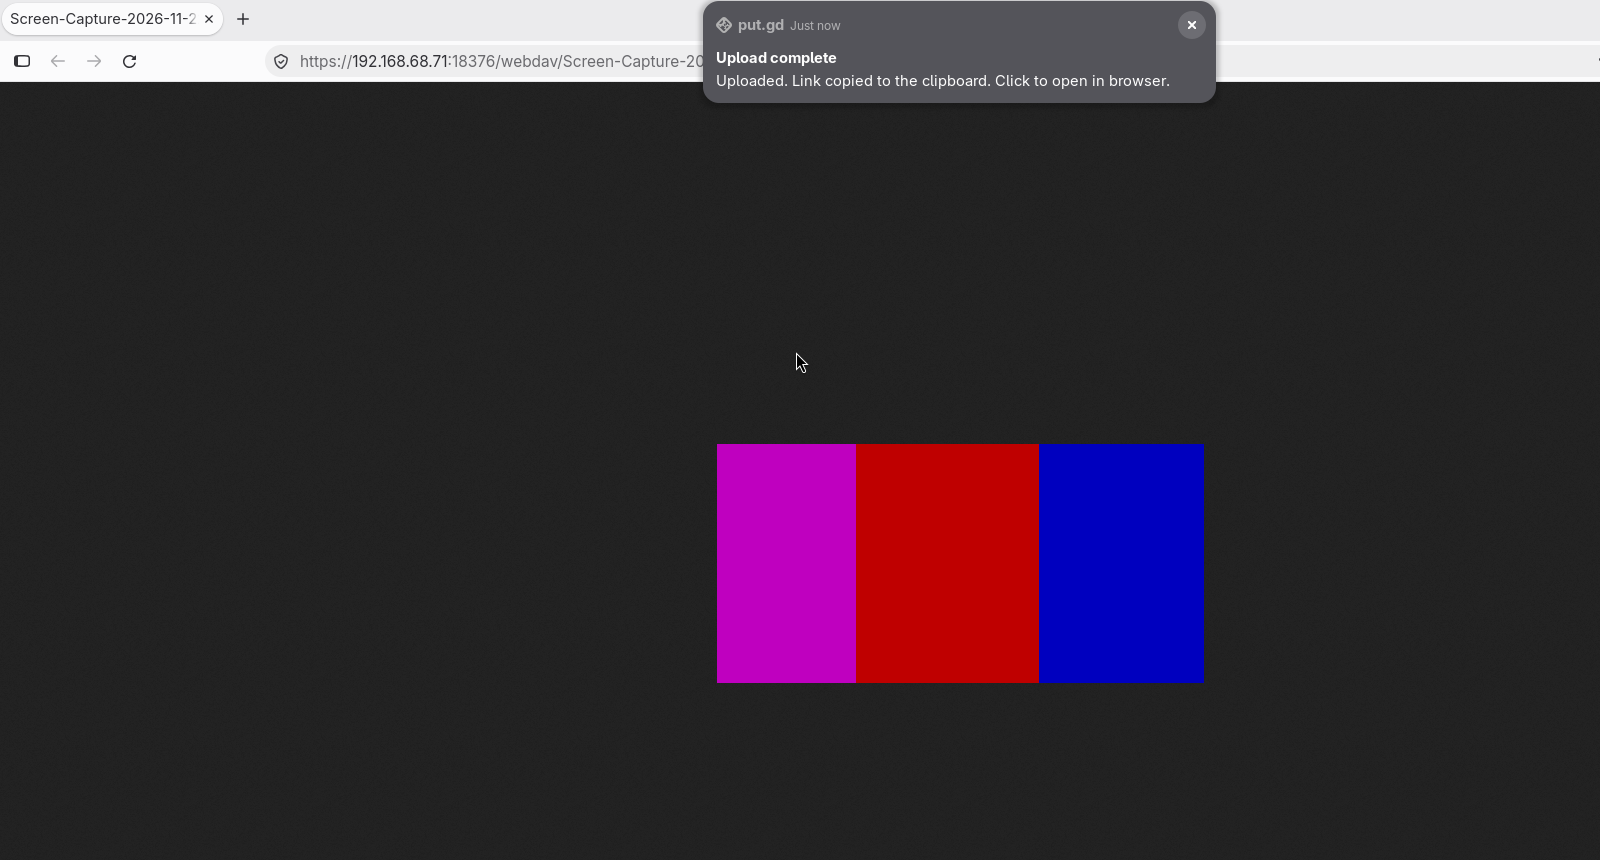 Screen-Capture-2026-11-2
put.gd Just now
Upload complete
Uploaded. Link copied to the clipboard. Click to open in browser.
https://192.168.68.71:18376/webdav/Screen-Capture-20